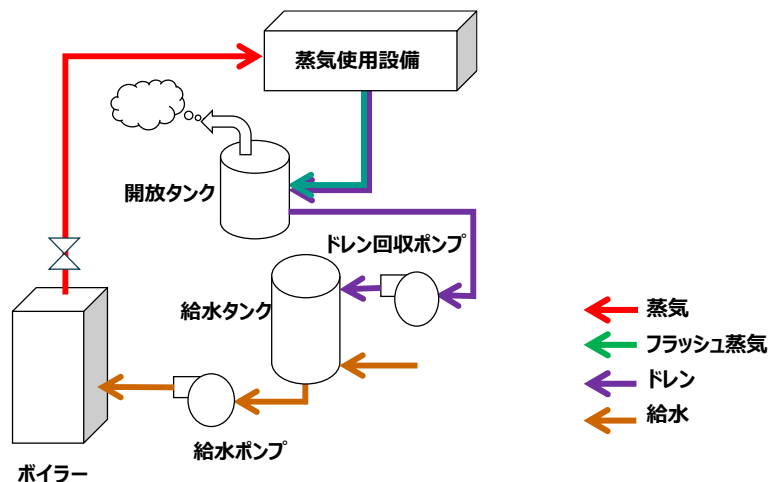 蒸気使用設備
開放タンク
ドレン回収ポンプ
給水タンク
給水ポンプ
ボイラー
蒸気
フラッシュ蒸気
ドレン
給水